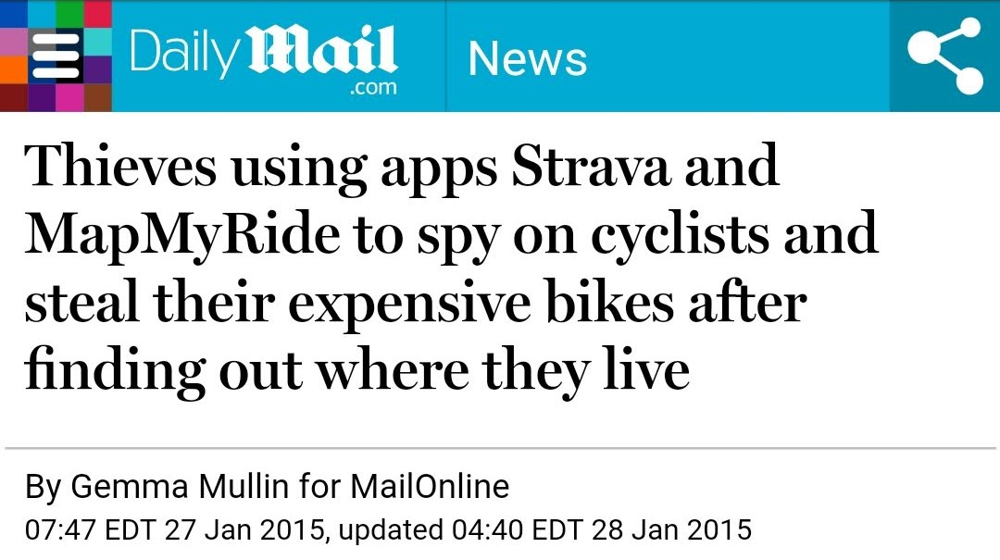 Daily Mail
.com
News
Thieves using apps Strava and
MapMyRide to spy on cyclists and
steal their expensive bikes after
finding out where they live
By Gemma Mullin for MailOnline
07:47 EDT 27 Jan 2015, updated 04:40 EDT 28 Jan 2015